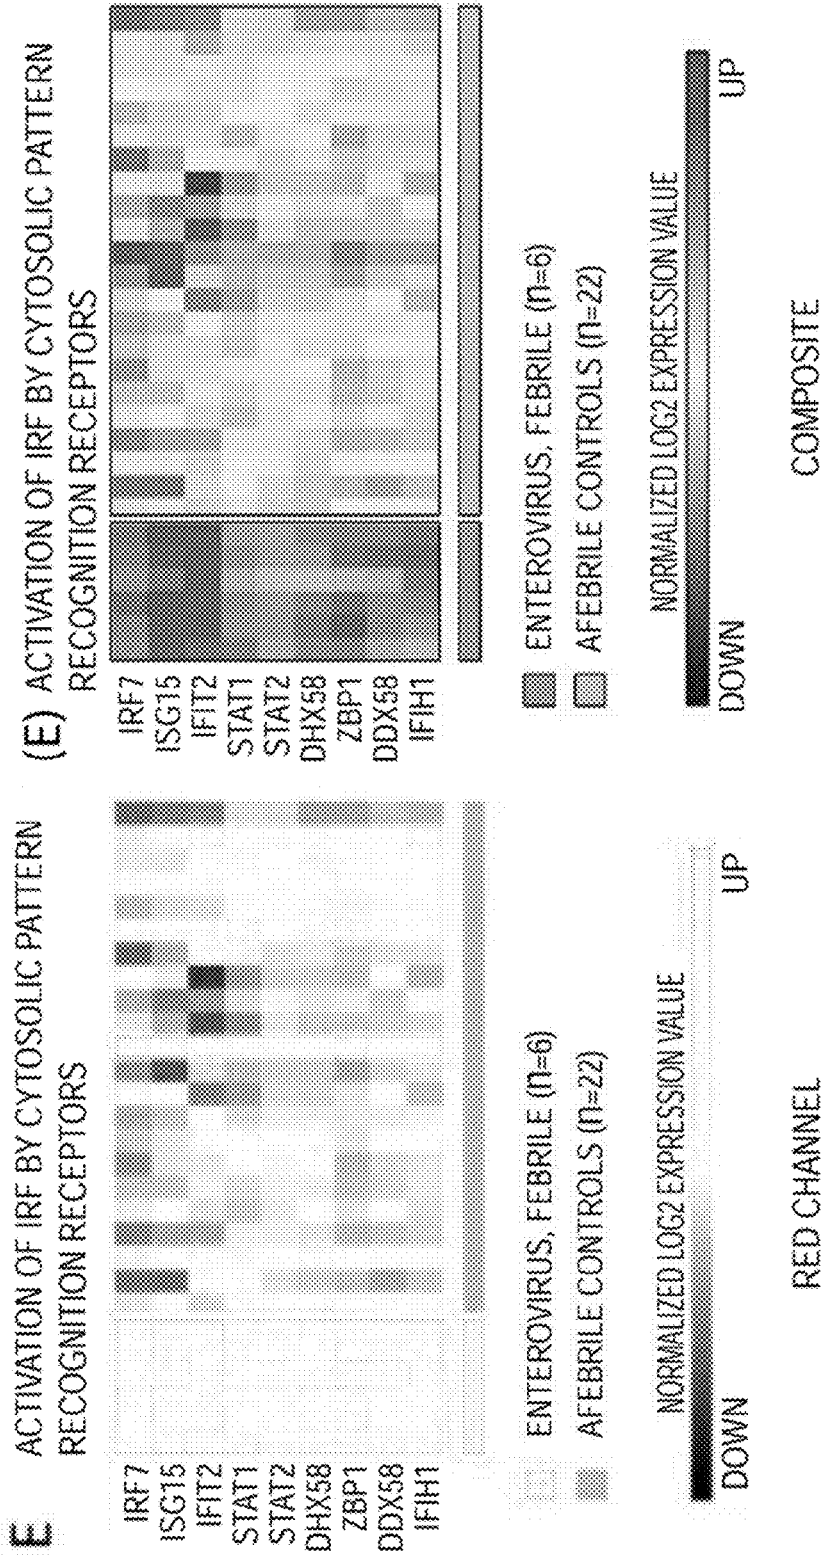 E ACTIVATION OF IRF BY CYTOSOLIC PATTERN
RECOGNITION RECEPTORS
IRF7
ISG15
IFIT2
STAT1
STAT2
DHX58
ZBP1
DDX58
IFIH1
ENTEROVIRUS, FEBRILE (n=6)
AFEBRILE CONTROLS (n=22)
NORMALIZED LOG2 EXPRESSION VALUE
DOWN UP
RED CHANNEL
(E) ACTIVATION OF IRF BY CYTOSOLIC PATTERN
RECOGNITION RECEPTORS
IRF7
ISG15
IFIT2
STAT1
STAT2
DHX58
ZBP1
DDX58
IFIH1
ENTEROVIRUS, FEBRILE (n=6)
AFEBRILE CONTROLS (n=22)
NORMALIZED LOG2 EXPRESSION VALUE
DOWN UP
COMPOSITE